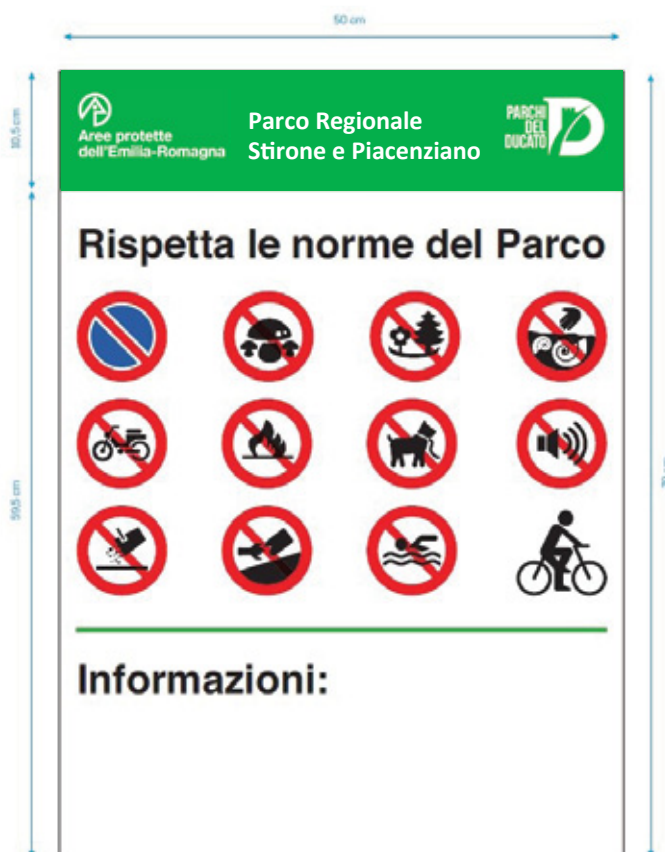 50 cm
10,5 cm
Aree protette
dell'Emilia-Romagna
Parco Regionale
Stirone e Piacenziano
PARCHI
DEL
DUCATO
Rispetta le norme del Parco
59,5 cm
Informazioni: